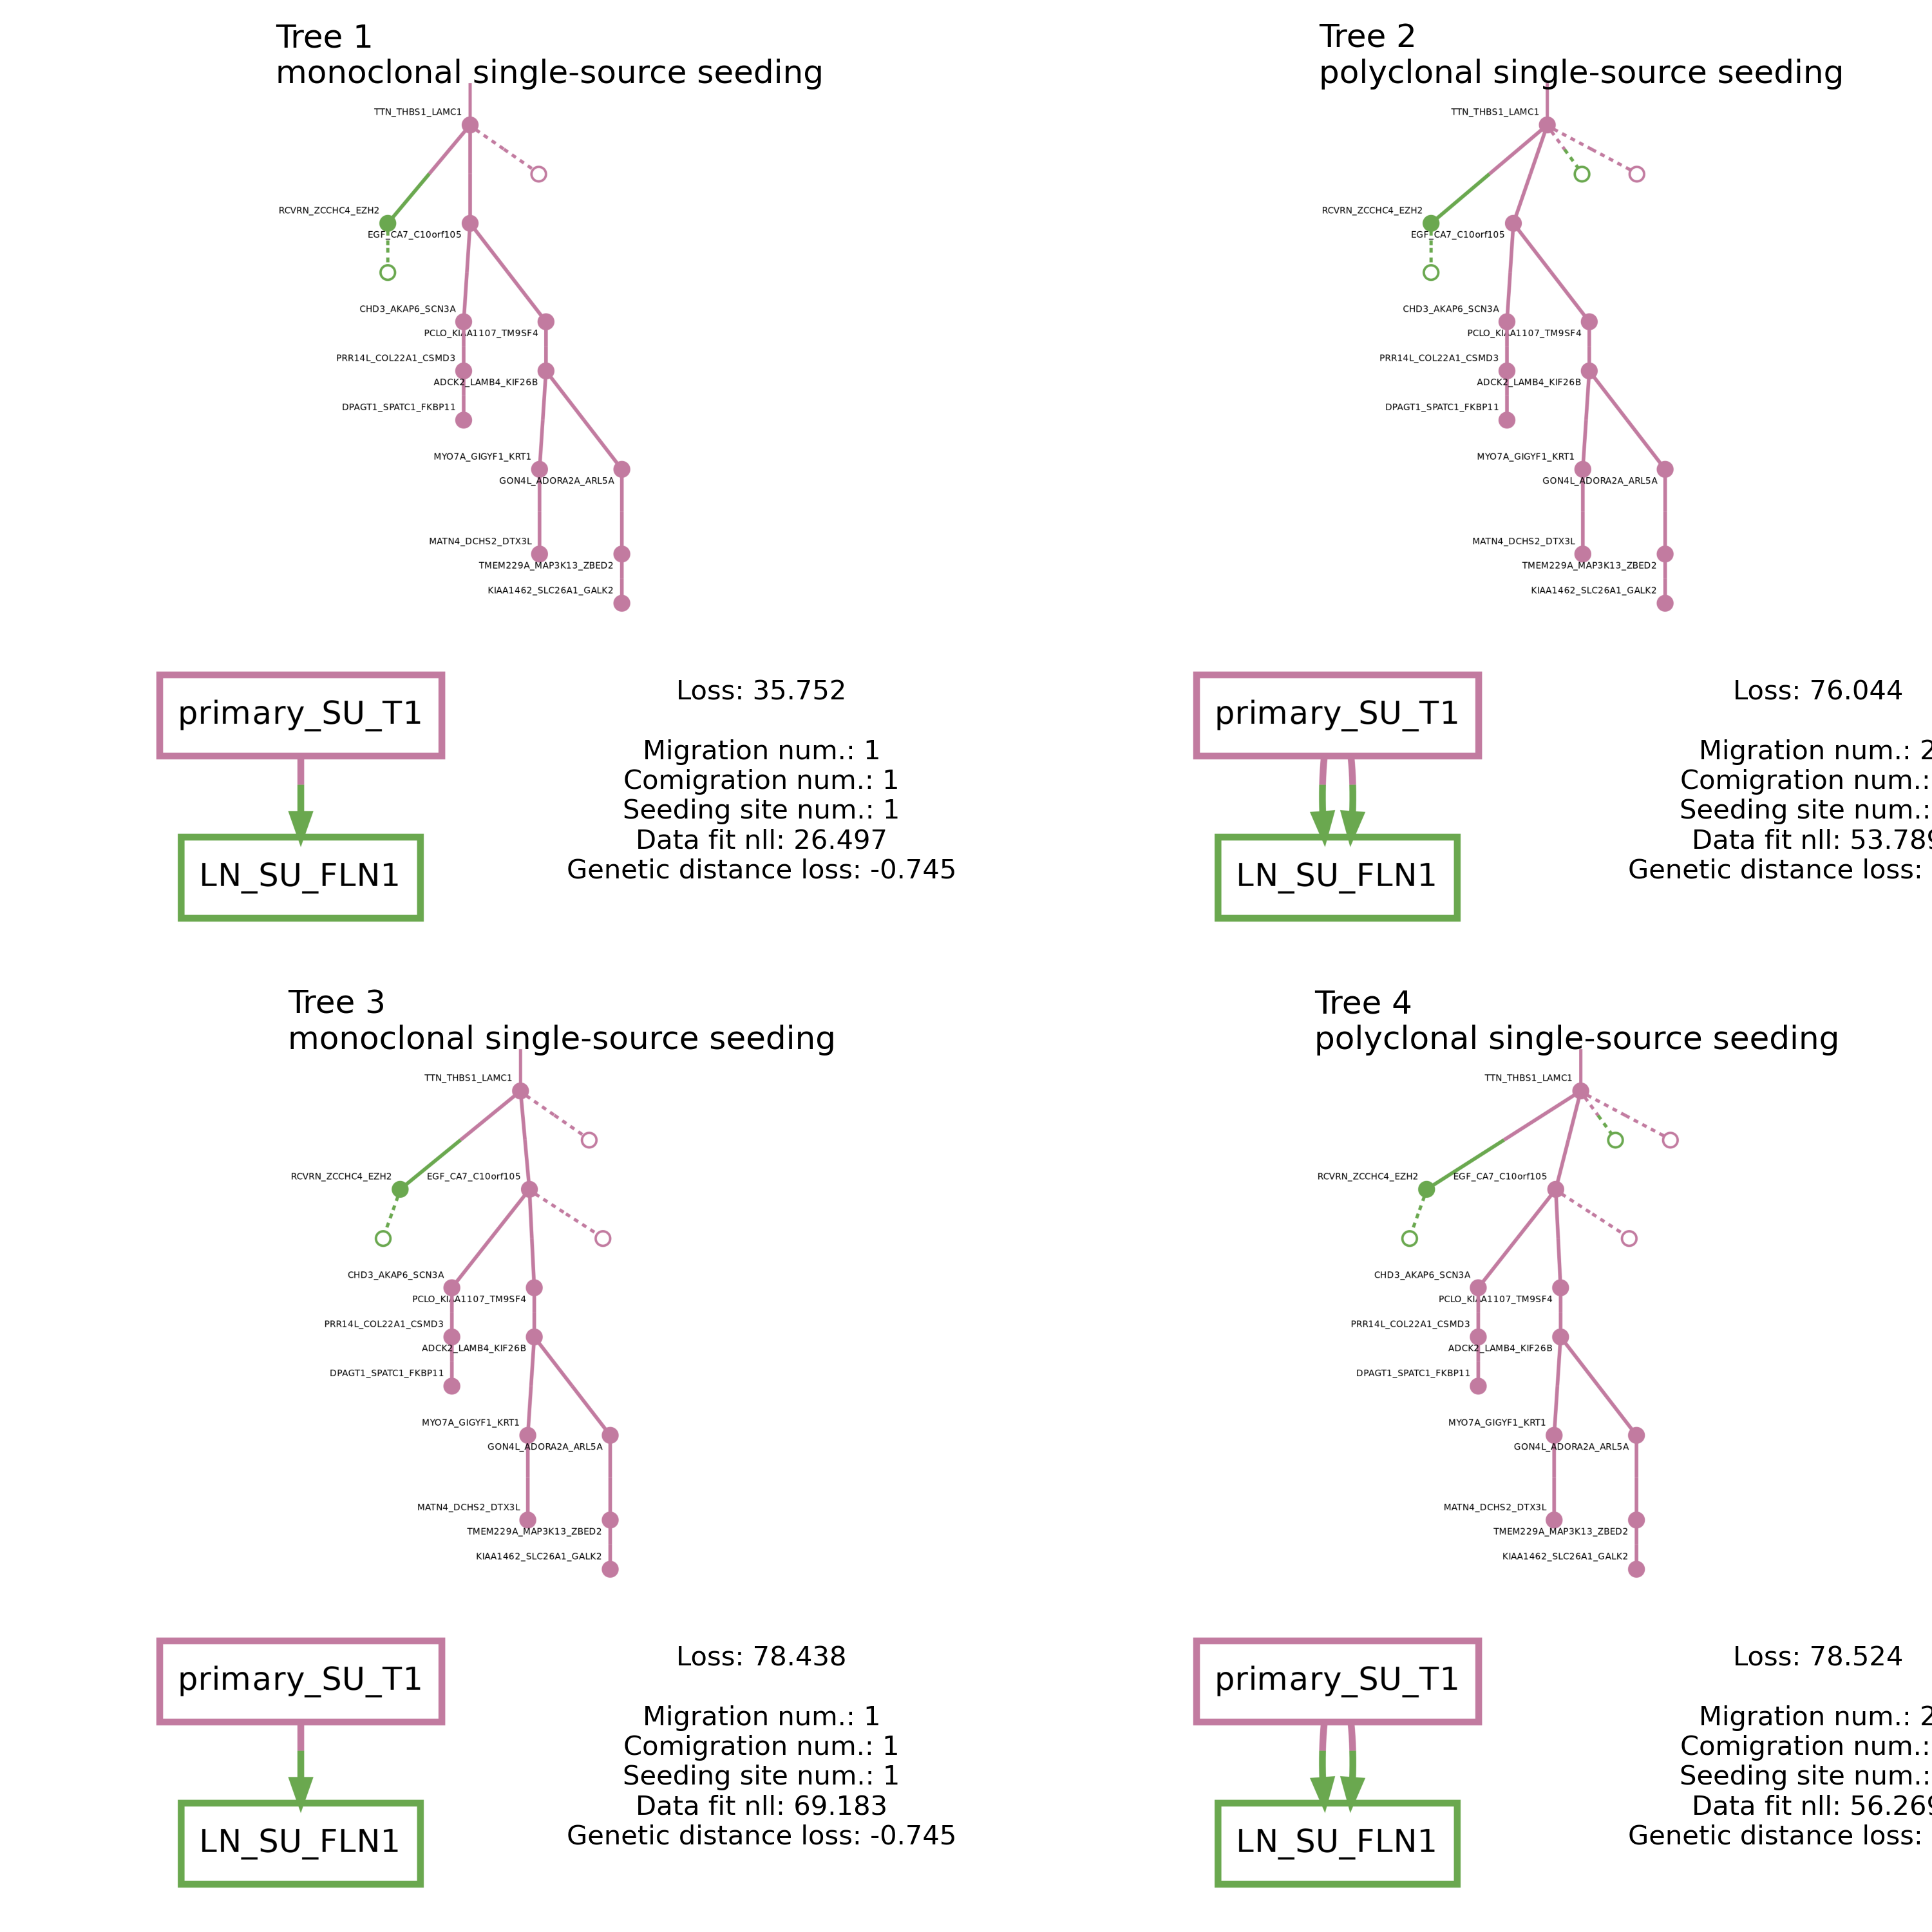 Tree 1
monoclonal single-source seeding
TTN_THBS1_LAMC1
RCVRN_ZCCHC4_EZH2
EGF_CA7_C10orf105
CHD3_AKAP6_SCN3A
PCLO_KIAA1107_TM9SF4
PRR14L_COL22A1_CSMD3
ADCK2_LAMB4_KIF26B
DPAGT1_SPATC1_FKBP11
MYO7A_GIGYF1_KRT1
GON4L_ADORA2A_ARL5A
MATN4_DCHS2_DTX3L
TMEM229A_MAP3K13_ZBED2
KIAA1462_SLC26A1_GALK2
primary_SU_T1
LN_SU_FLN1
Loss: 35.752
Migration num.: 1
Comigration num.: 1
Seeding site num.: 1
Data fit nll: 26.497
Genetic distance loss: -0.745
Tree 2
polyclonal single-source seeding
TTN_THBS1_LAMC1
RCVRN_ZCCHC4_EZH2
EGF_CA7_C10orf105
CHD3_AKAP6_SCN3A
PCLO_KIAA1107_TM9SF4
PRR14L_COL22A1_CSMD3
ADCK2_LAMB4_KIF26B
DPAGT1_SPATC1_FKBP11
MYO7A_GIGYF1_KRT1
GON4L_ADORA2A_ARL5A
MATN4_DCHS2_DTX3L
TMEM229A_MAP3K13_ZBED2
KIAA1462_SLC26A1_GALK2
primary_SU_T1
LN_SU_FLN1
Loss: 76.044
Migration num.: 2
Comigration num.:
Seeding site num.:
Data fit nll: 53.789
Genetic distance loss:
Tree 3
monoclonal single-source seeding
TTN_THBS1_LAMC1
RCVRN_ZCCHC4_EZH2
EGF_CA7_C10orf105
CHD3_AKAP6_SCN3A
PCLO_KIAA1107_TM9SF4
PRR14L_COL22A1_CSMD3
ADCK2_LAMB4_KIF26B
DPAGT1_SPATC1_FKBP11
MYO7A_GIGYF1_KRT1
GON4L_ADORA2A_ARL5A
MATN4_DCHS2_DTX3L
TMEM229A_MAP3K13_ZBED2
KIAA1462_SLC26A1_GALK2
primary_SU_T1
LN_SU_FLN1
Loss: 78.438
Migration num.: 1
Comigration num.: 1
Seeding site num.: 1
Data fit nll: 69.183
Genetic distance loss: -0.745
Tree 4
polyclonal single-source seeding
TTN_THBS1_LAMC1
RCVRN_ZCCHC4_EZH2
EGF_CA7_C10orf105
CHD3_AKAP6_SCN3A
PCLO_KIAA1107_TM9SF4
PRR14L_COL22A1_CSMD3
ADCK2_LAMB4_KIF26B
DPAGT1_SPATC1_FKBP11
MYO7A_GIGYF1_KRT1
GON4L_ADORA2A_ARL5A
MATN4_DCHS2_DTX3L
TMEM229A_MAP3K13_ZBED2
KIAA1462_SLC26A1_GALK2
primary_SU_T1
LN_SU_FLN1
Loss: 78.524
Migration num.: 2
Comigration num.:
Seeding site num.:
Data fit nll: 56.269
Genetic distance loss: